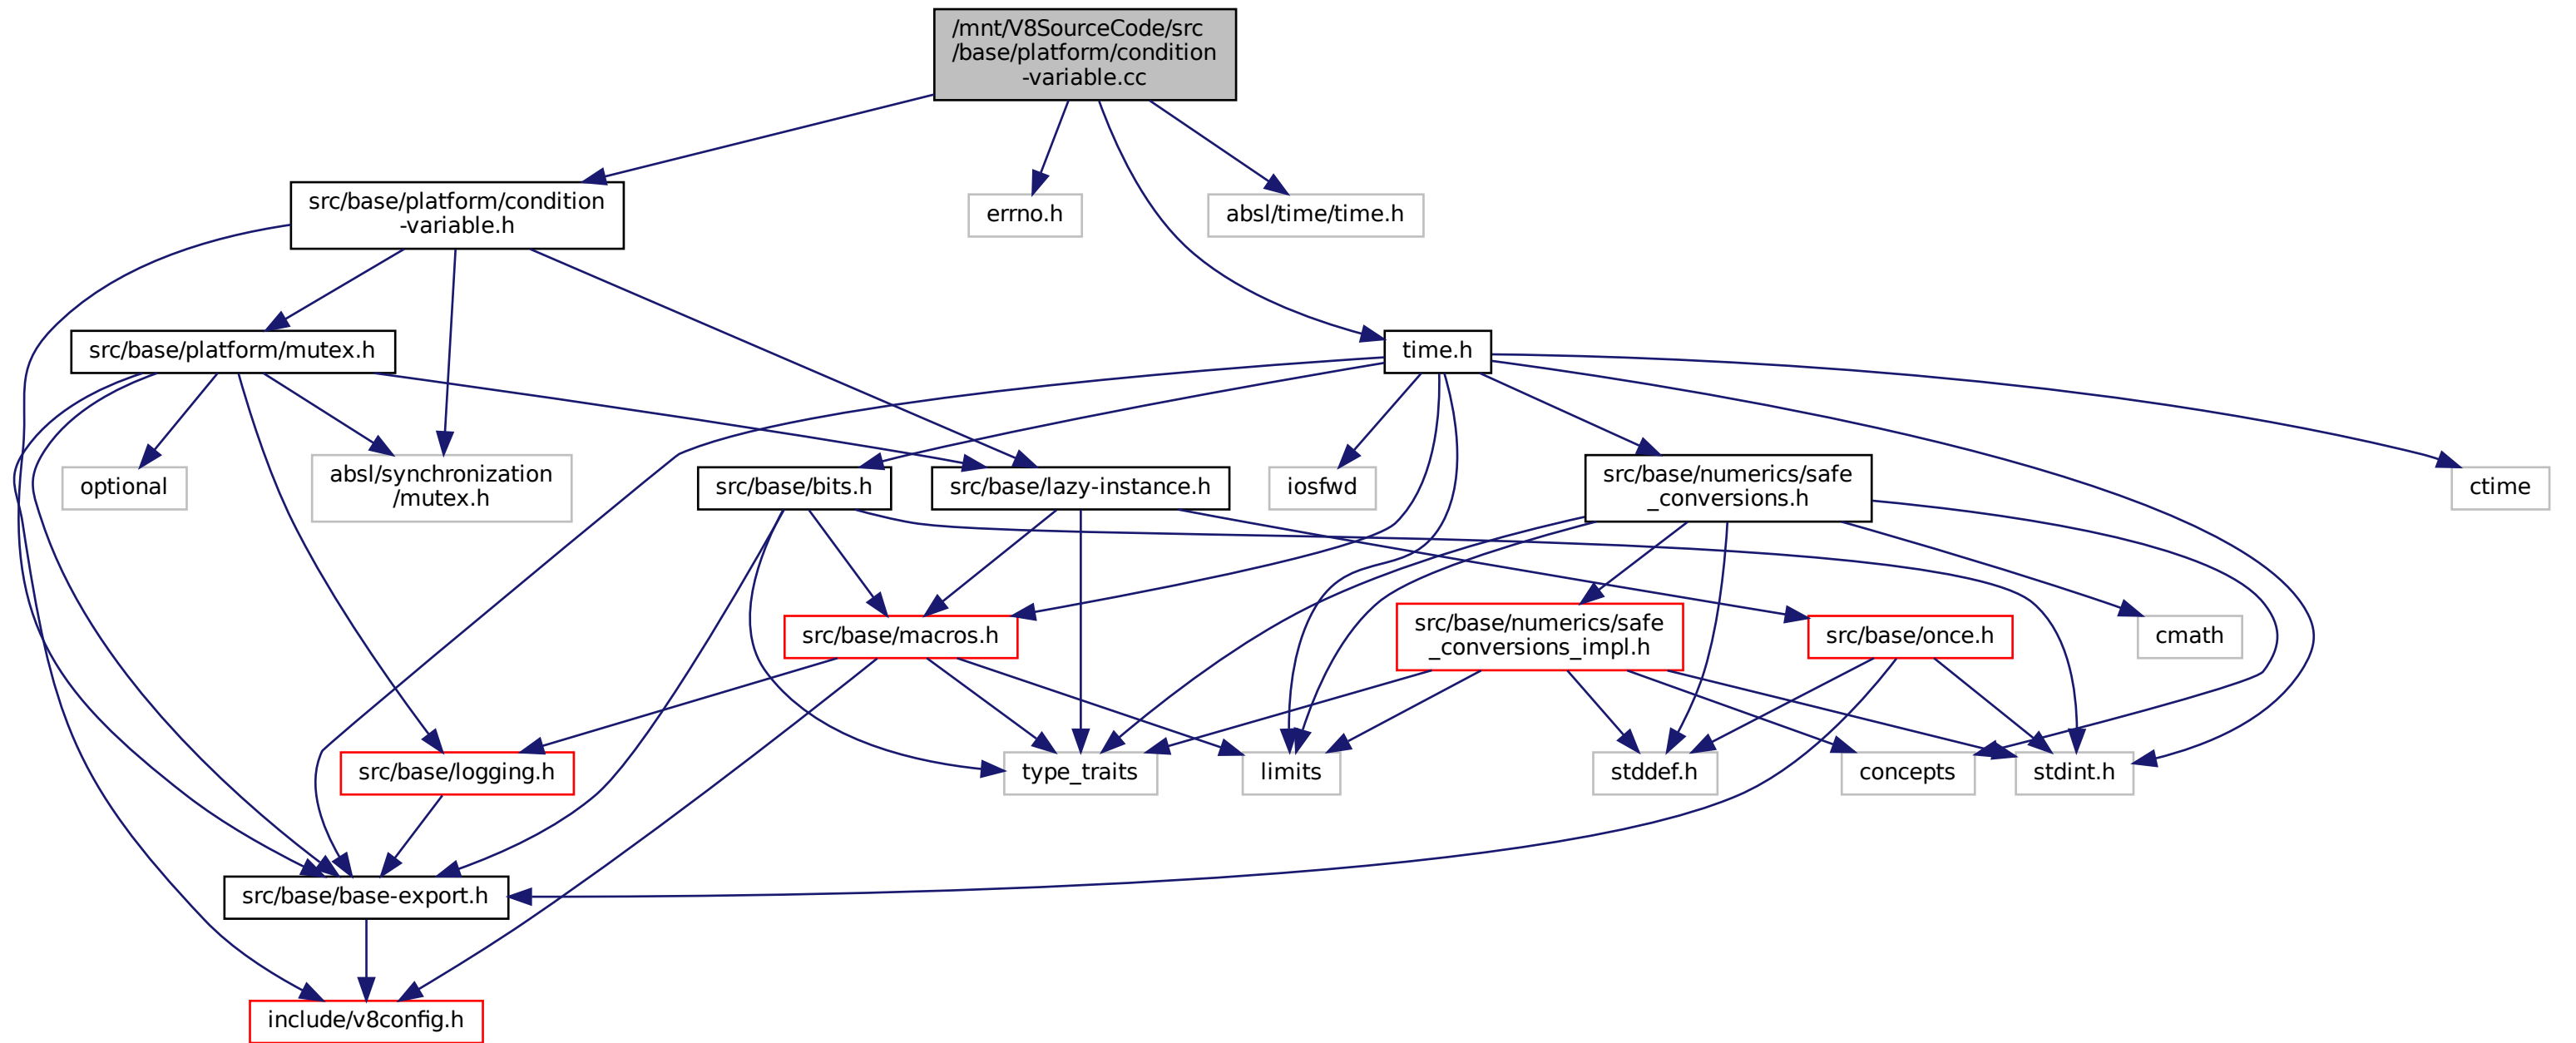 /mnt/V8SourceCode/src
/base/platform/condition
-variable.cc
src/base/platform/condition
-variable.h
errno.h
absl/time/time.h
src/base/platform/mutex.h
time.h
optional
absl/synchronization
/mutex.h
src/base/bits.h
src/base/lazy-instance.h
iosfwd
src/base/numerics/safe
_conversions.h
ctime
src/base/macros.h
src/base/numerics/safe
_conversions_impl.h
src/base/once.h
cmath
src/base/logging.h
type_traits
limits
stddef.h
concepts
stdint.h
src/base/base-export.h
include/v8config.h